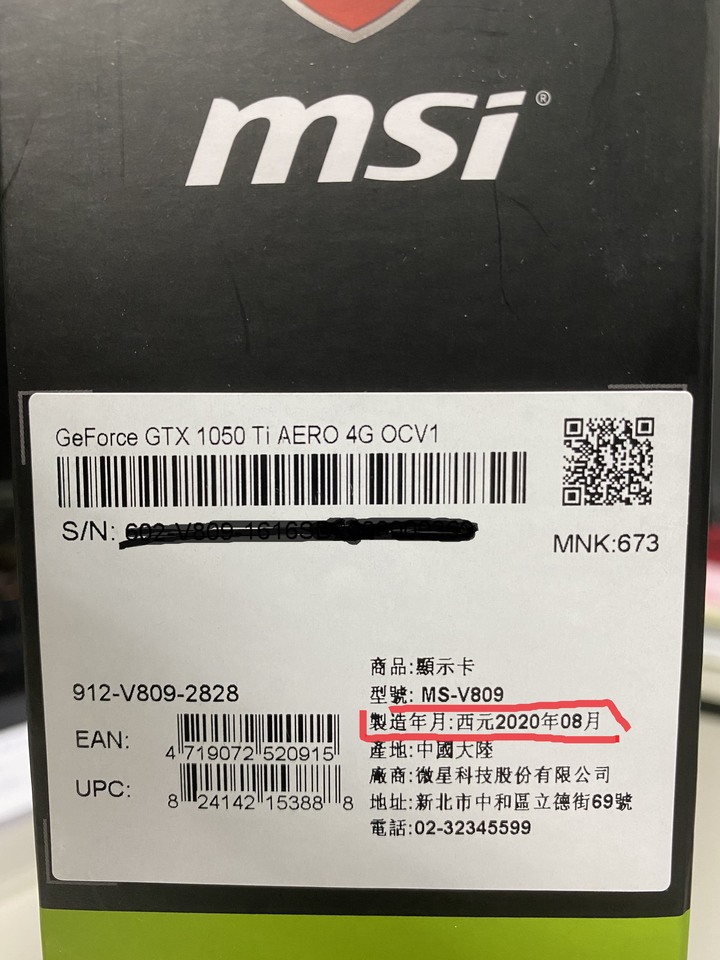 msi®
GeForce GTX 1050 Ti AERO 4G OCV1
S/N:
MNK:673
912-V809-2828
EAN:
4 719072 520915
UPC:
8 24142 15388 8
商品:顯示卡
型號: MS-V809
製造年月:西元2020年08月
產地:中國大陸
廠商:微星科技股份有限公司
地址:新北市中和區立德街69號
電話:02-32345599